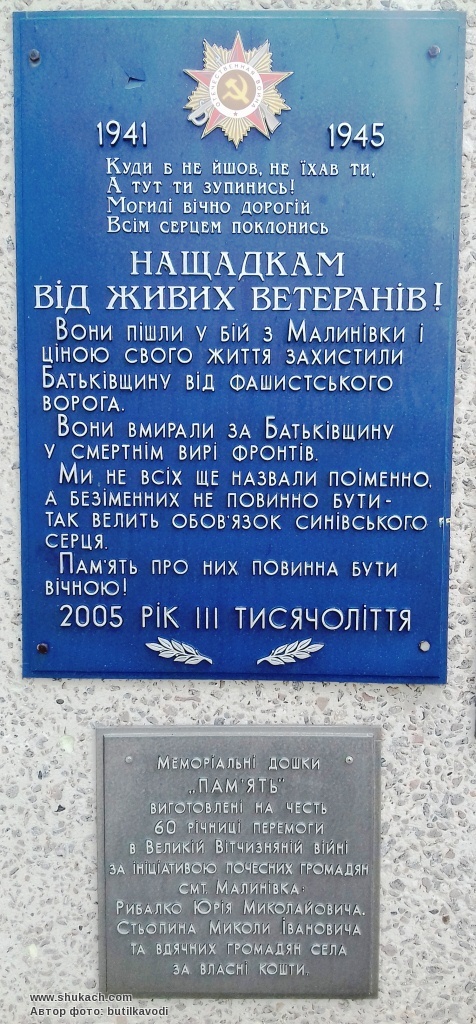 ОТЕЧЕСТВЕННАЯ ВОЙНА
1941 1945
Куди б не йшов, не їхав ти,
А тут ти зупинись!
Могилі вічно дорогій
Всім серцем поклонись
НАЩАДКАМ
ВІД ЖИВИХ ВЕТЕРАНІВ!
Вони пішли у бій з Малинівки і
ціною свого життя захистили
Батьківщину від фашистського
ворога.
Вони вмирали за Батьківщину
у смертнім вирі фронтів.
Ми не всіх ще назвали поіменно,
а безіменних не повинно бути-
так велить обов'язок синівського
серця.
Пам'ять про них повинна бути
вічною!
2005 РІК III ТИСЯЧОЛІТТЯ
Меморіальні дошки
„ПАМ'ЯТЬ"
виготовлені на честь
60 річниці перемоги
в Великій Вітчизняній війні
за ініціативою почесних громадян
смт. Малинівка:
Рибалко Юрія Миколайовича,
Стьопина Миколи Івановича
та вдячних громадян села
за власні кошти.
www.shukach.com
Автор фото: butilkavodi